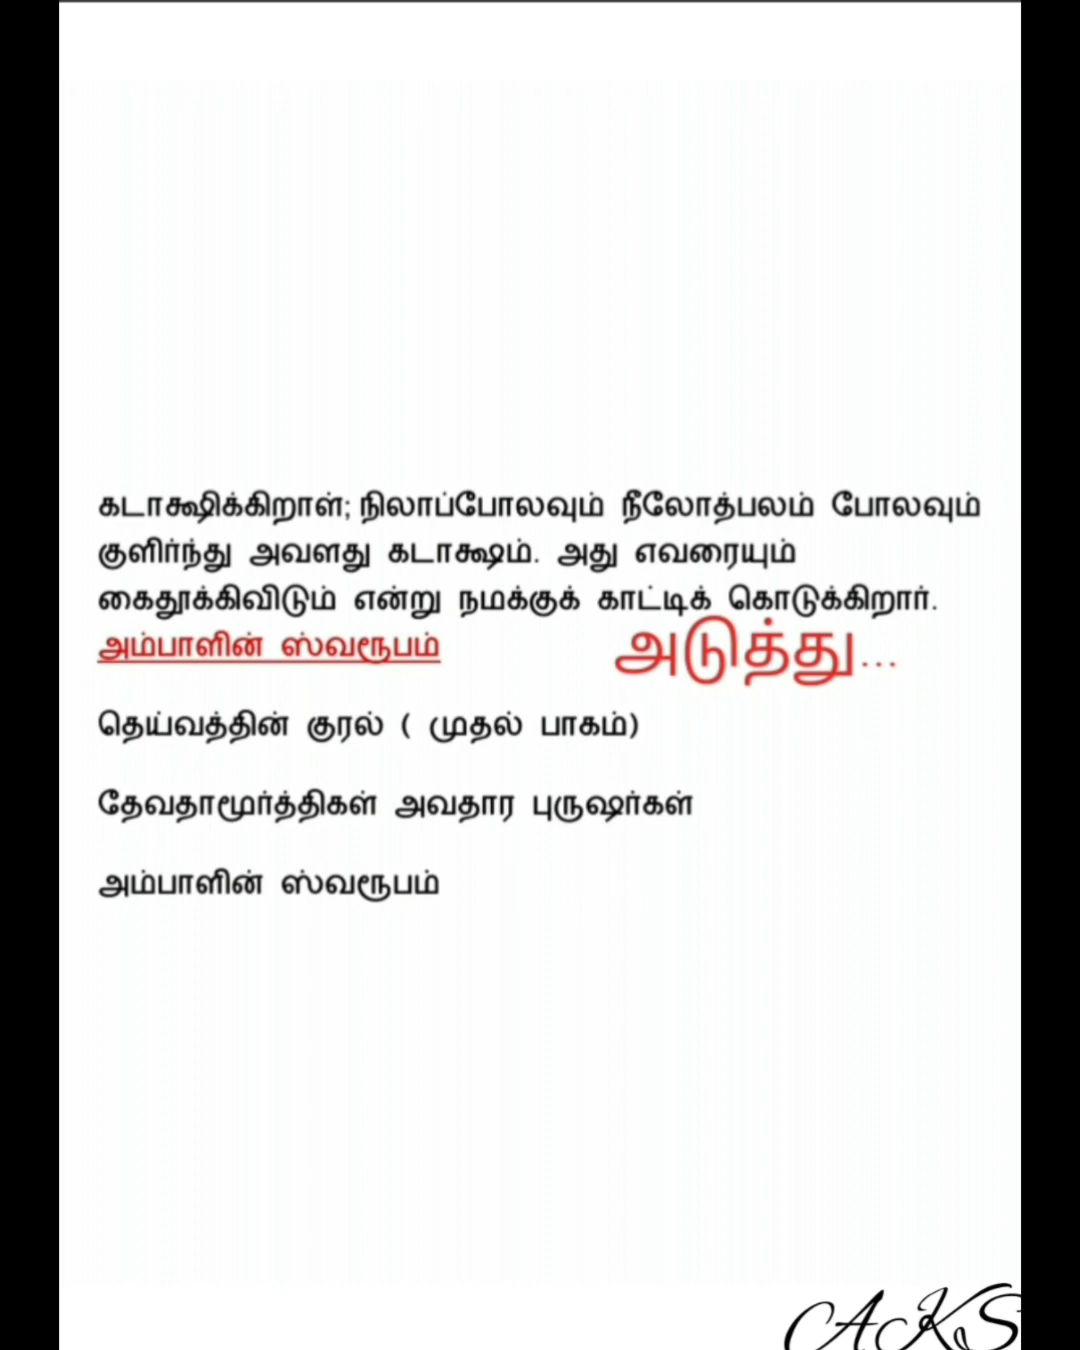 கடாக்ஷிக்கிறாள்; நிலாப்போலவும் நீலோத்பலம் போலவும்
குளிர்ந்து அவளது கடாக்ஷம். அது எவரையும்
கைதூக்கிவிடும் என்று நமக்குக் காட்டிக் கொடுக்கிறார்.
அம்பாளின் ஸ்வரூபம் அடுத்து...
தெய்வத்தின் குரல் ( முதல் பாகம்)
தேவதாமூர்த்திகள் அவதார புருஷர்கள்
அம்பாளின் ஸ்வரூபம்
AKS